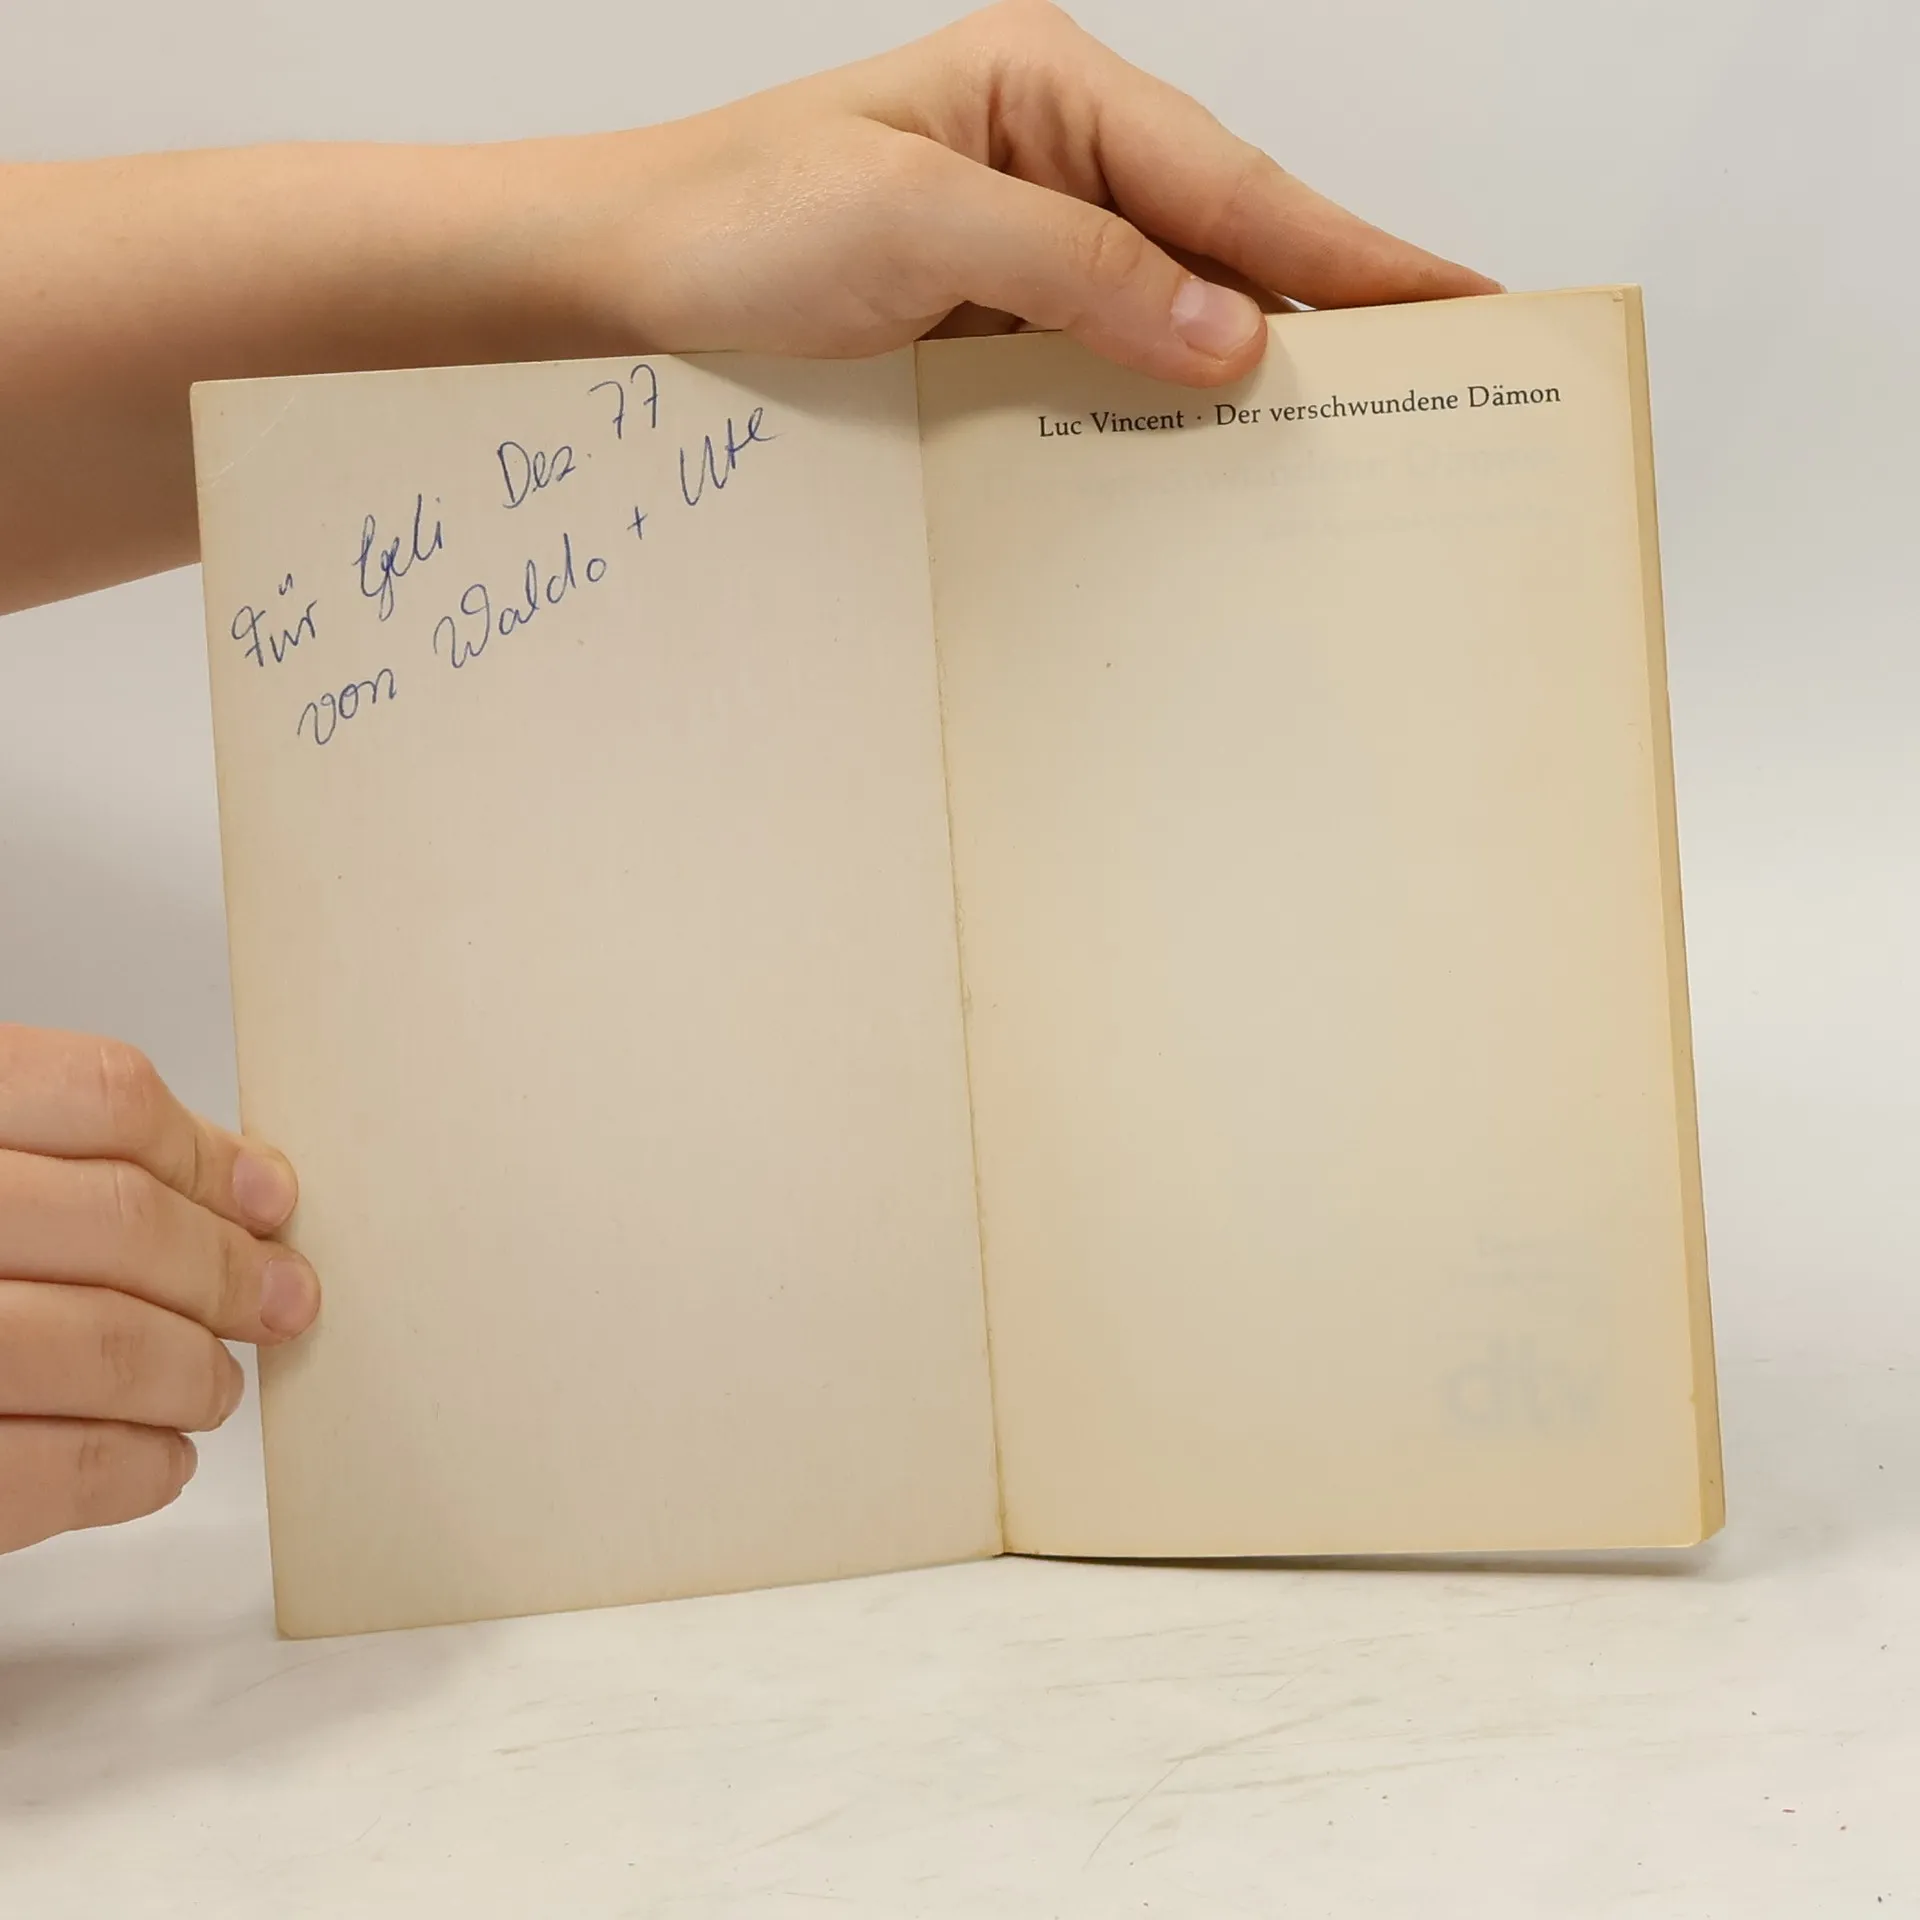 Für Geli Dez. 77
von Waldo + Ute
Luc Vincent · Der verschwundene Dämon